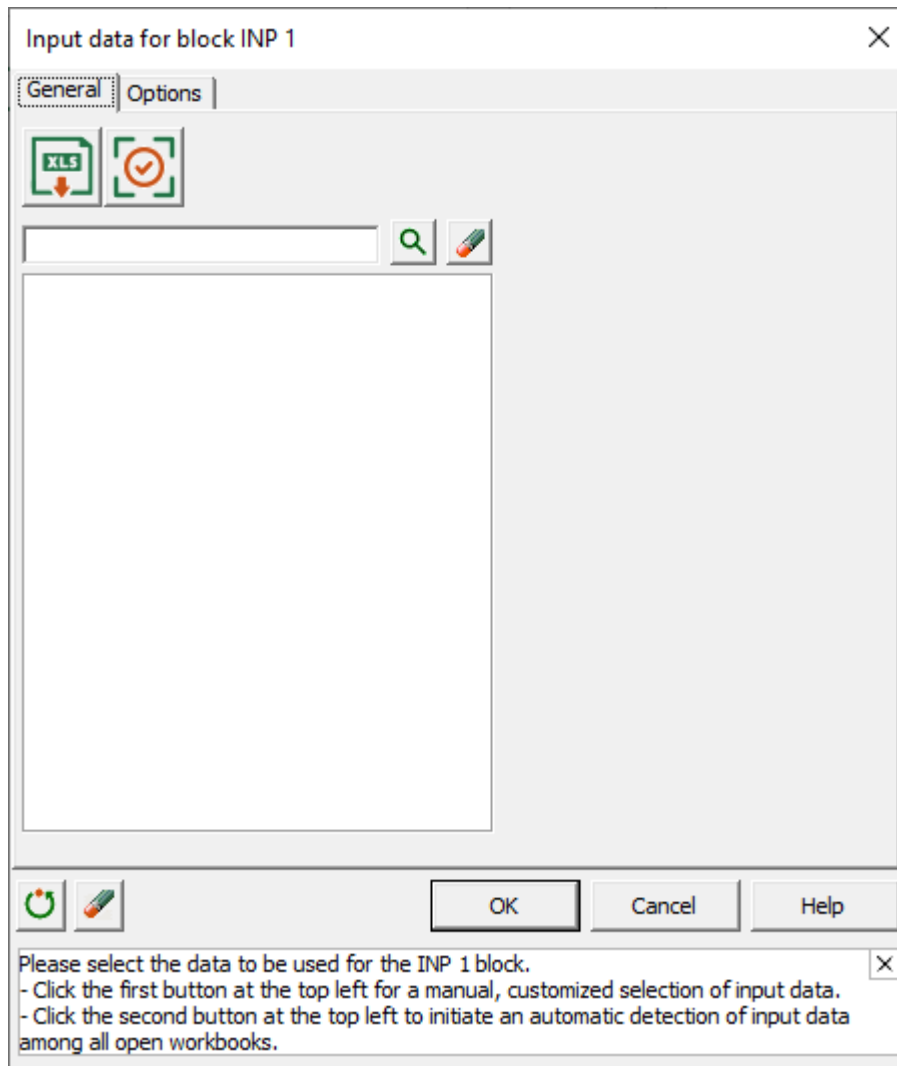 Input data for block INP 1
General
Options
XLS
OK
Cancel
Help
Please select the data to be used for the INP 1 block.
- Click the first button at the top left for a manual, customized selection of input data.
- Click the second button at the top left to initiate an automatic detection of input data
among all open workbooks.